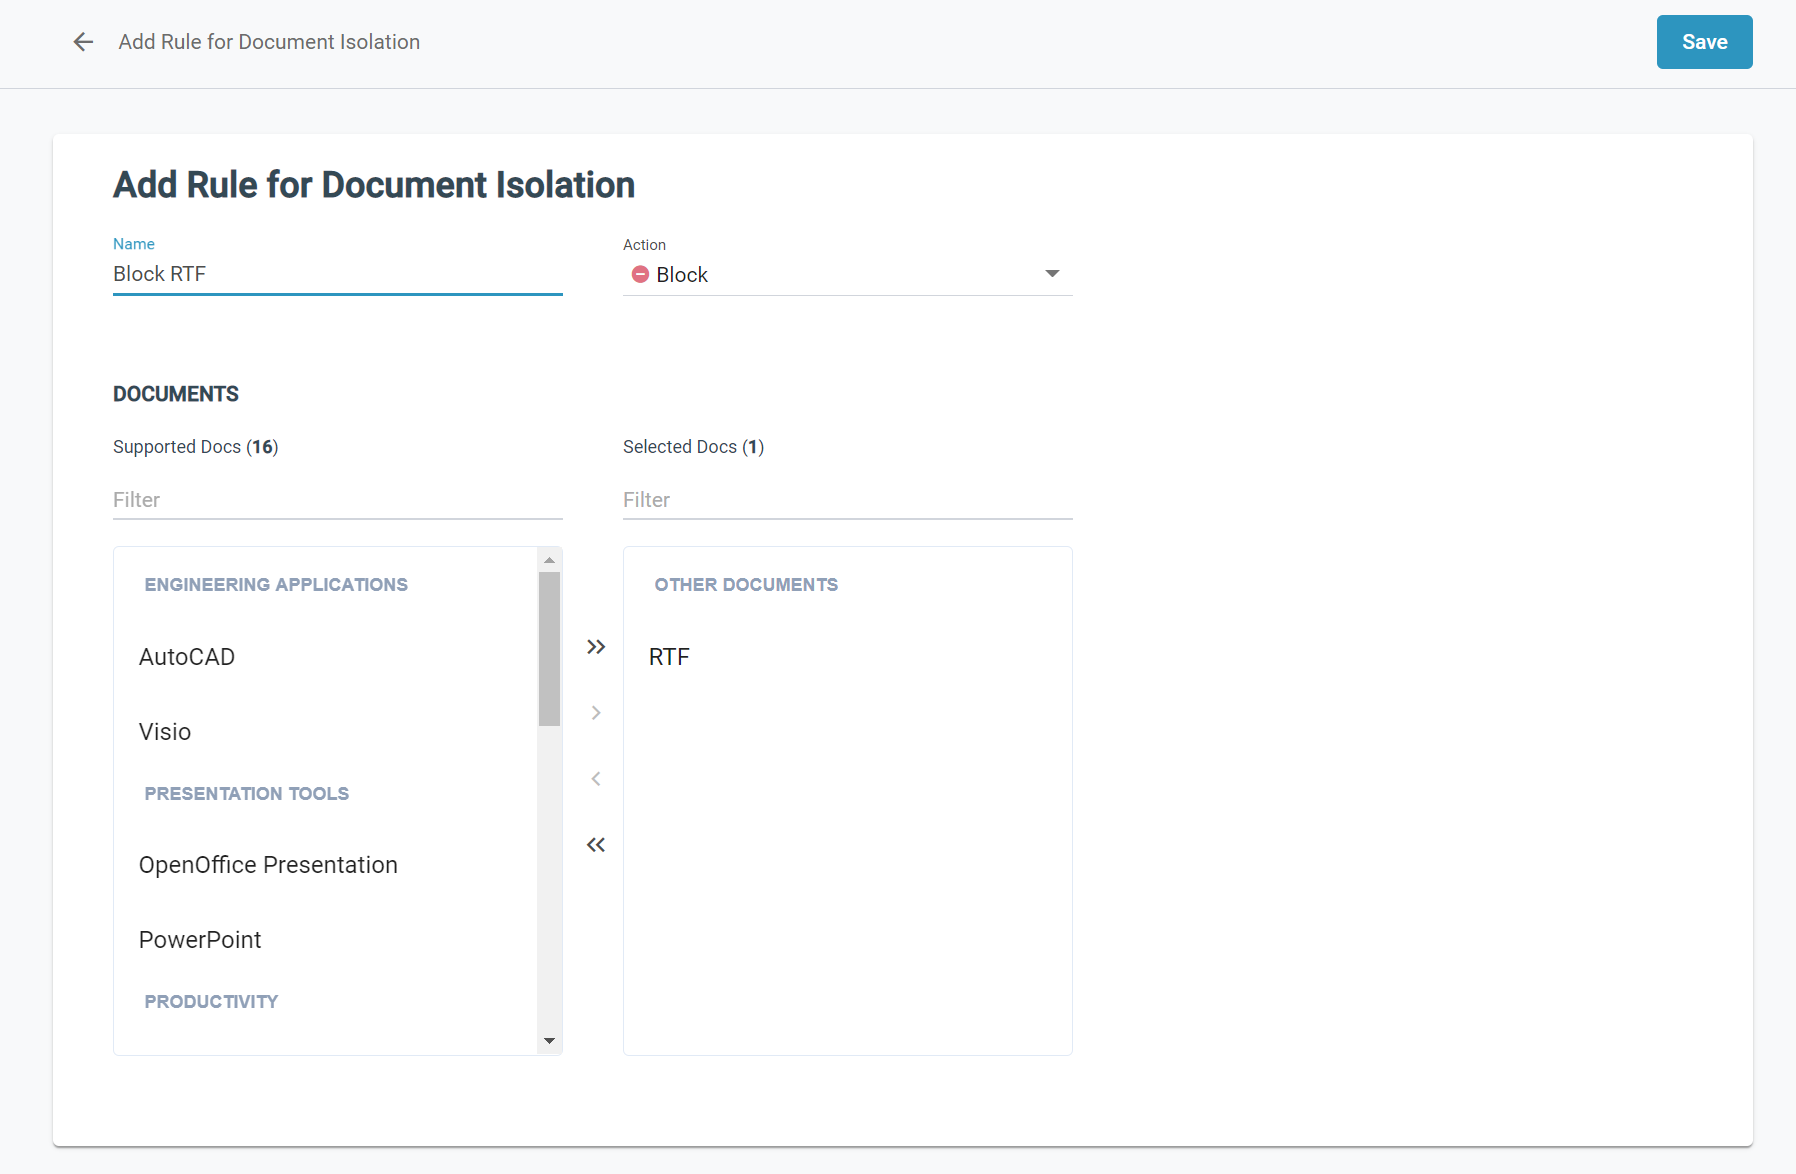 Add Rule for Document Isolation
Save
Add Rule for Document Isolation
Name
Action
Block RTF
Block
DOCUMENTS
Supported Docs (16)
Selected Docs (1)
Filter
Filter
ENGINEERING APPLICATIONS
AutoCAD
Visio
PRESENTATION TOOLS
OpenOffice Presentation
PowerPoint
PRODUCTIVITY
OTHER DOCUMENTS
RTF